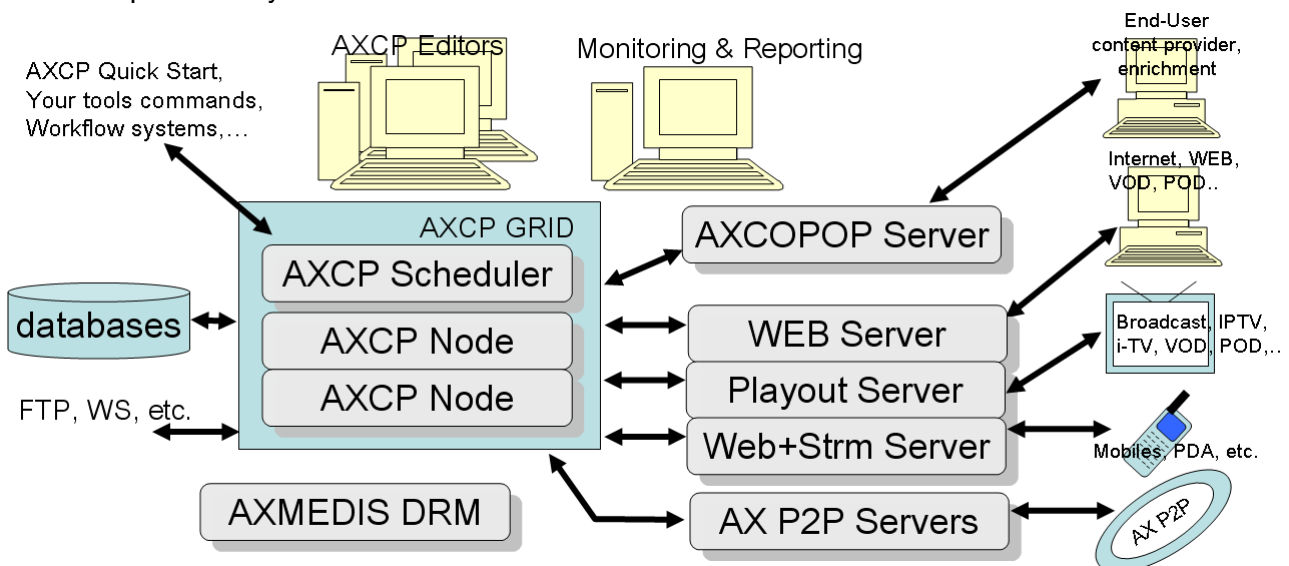 AXCP Editors
Monitoring & Reporting
End-User
content provider,
enrichment
AXCP Quick Start,
Your tools commands,
Workflow systems,...
Internet, WEB,
VOD, POD..
AXCP GRID
AXCOPOP Server
AXCP Scheduler
databases
AXCP Node
WEB Server
Broadcast, IPTV,
i-TV, VOD, POD,..
AXCP Node
Playout Server
FTP, WS, etc.
Web+Strm Server
Mobiles, PDA, etc.
AXMEDIS DRM
AX P2P Servers
AX P2P